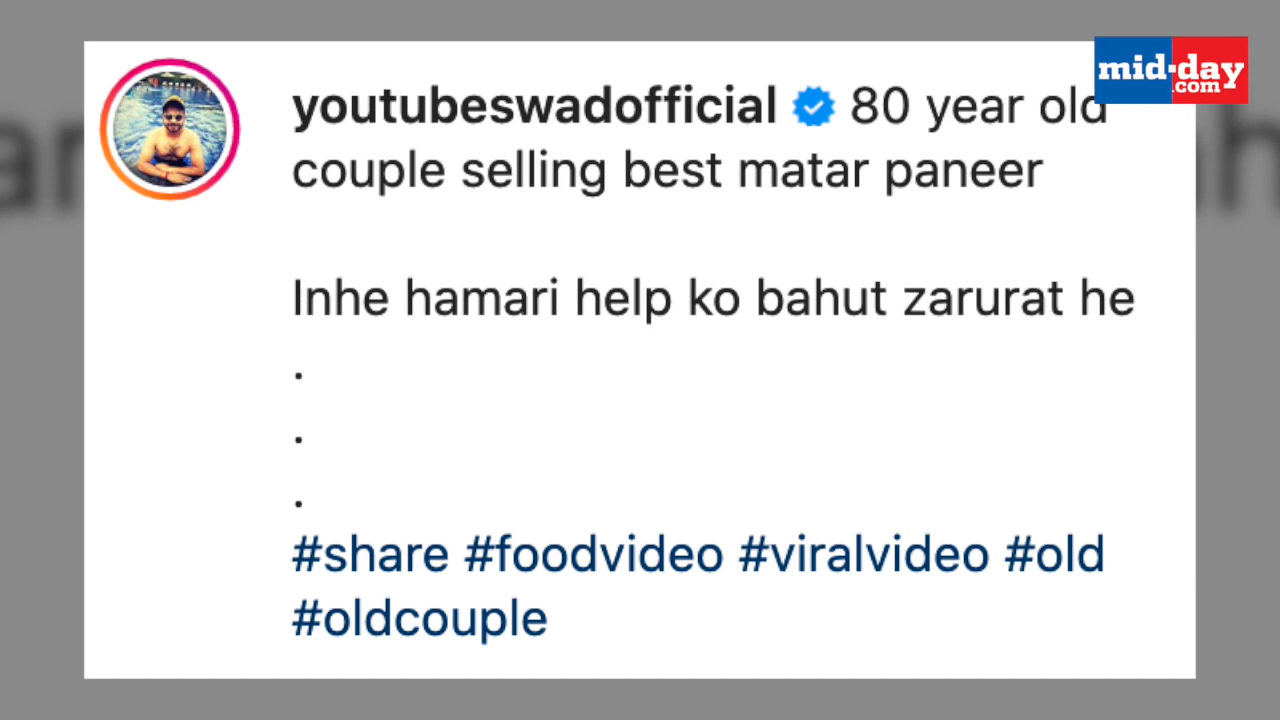 mid-day
.com
youtubeswadofficial 80 year old
couple selling best matar paneer
Inhe hamari help ko bahut zarurat he
.
.
.
#share #foodvideo #viralvideo #old
#oldcouple